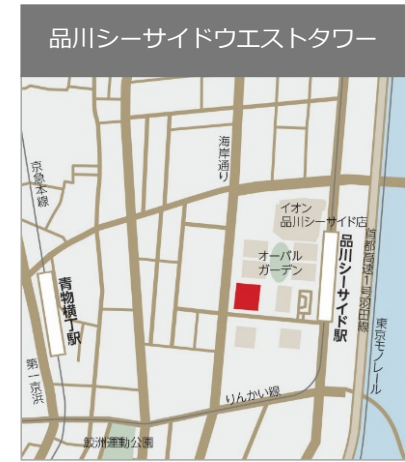 品川シーサイドウエストタワー
海岸通り
京急本線
イオン
品川シーサイド店
オーバル
ガーデン
品川シーサイド駅
首都高速1号羽田線
青物横丁駅
東京モノレール
第一京浜
りんかい線
鮫洲運動公園